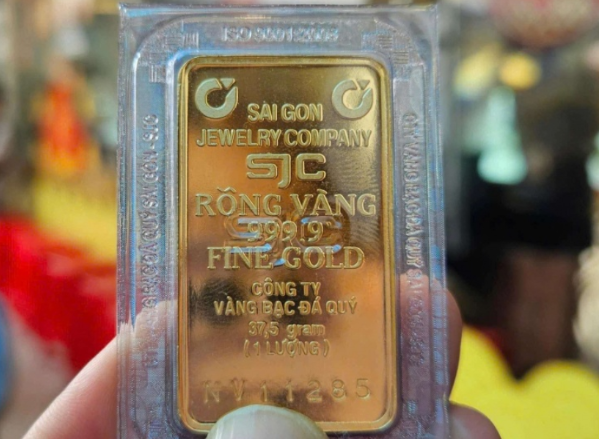 ISO 9001:2008
SAI GON
JEWELRY COMPANY
SJC
RỒNG VÀNG
999.9
FINE GOLD
CÔNG TY
VÀNG BẠC ĐÁ QUÝ
37,5 gram
(1 LƯỢNG)
NV11285